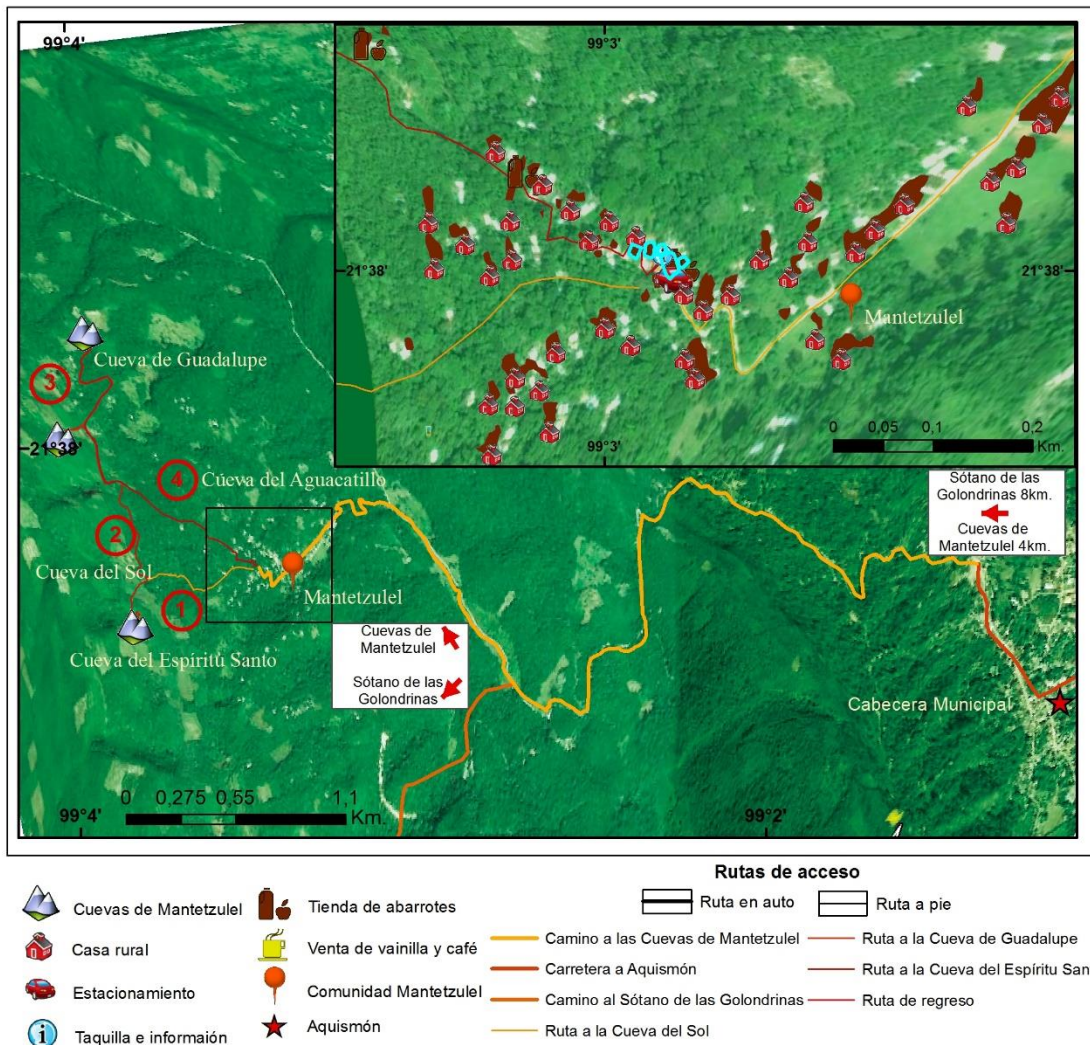 99°4'
99°3'
21°38'
21°38'
Mantetzulel
0 0,05 0,1 0,2
Km.
99°3'
Cueva de Guadalupe
3
21°38'
4
Cueva del Aguacatillo
2
Cueva del Sol
Mantetzulel
1
Cueva del Espíritu Santo
Cuevas de
Mantetzulel
Sótano de las
Golondrinas
Sótano de las
Golondrinas 8km.
Cuevas de
Mantetzulel 4km.
Cabecera Municipal
0 0,275 0,55 1,1
Km.
99°4'
99°2'
Rutas de acceso
Ruta en auto
Ruta a pie
Cuevas de Mantetzulel
Casa rural
Estacionamiento
i
Taquilla e informaión
Tienda de abarrotes
Venta de vainilla y café
Comunidad Mantetzulel
Aquismón
Camino a las Cuevas de Mantetzulel
Carretera a Aquismón
Camino al Sótano de las Golondrinas
Ruta a la Cueva del Sol
Ruta a la Cueva de Guadalupe
Ruta a la Cueva del Espíritu San
Ruta de regreso